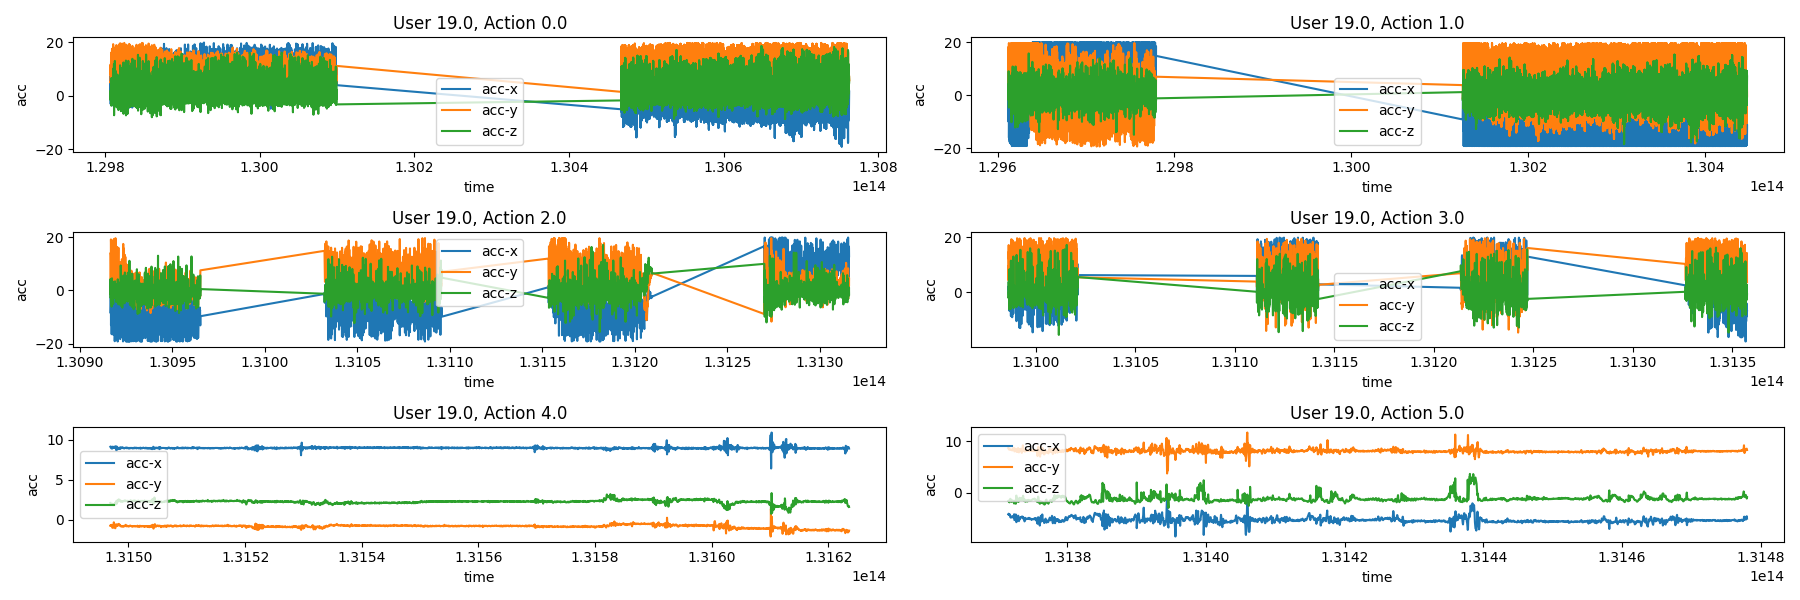 User 19.0, Action 0.0
20
0
−20
acc
acc-x
acc-y
acc-z
1.298 1.300 1.302 1.304 1.306 1.308
time
1e14
User 19.0, Action 1.0
20
0
−20
acc
acc-x
acc-y
acc-z
1.296 1.298 1.300 1.302 1.304
time
1e14
User 19.0, Action 2.0
20
0
−20
acc
acc-x
acc-y
acc-z
1.3090 1.3095 1.3100 1.3105 1.3110 1.3115 1.3120 1.3125 1.3130
time
1e14
User 19.0, Action 3.0
20
0
acc
acc-x
acc-y
acc-z
1.3100 1.3105 1.3110 1.3115 1.3120 1.3125 1.3130 1.3135
time
1e14
User 19.0, Action 4.0
10
5
0
acc
acc-x
acc-y
acc-z
1.3150 1.3152 1.3154 1.3156 1.3158 1.3160 1.3162
time
1e14
User 19.0, Action 5.0
10
0
acc
acc-x
acc-y
acc-z
1.3138 1.3140 1.3142 1.3144 1.3146 1.3148
time
1e14